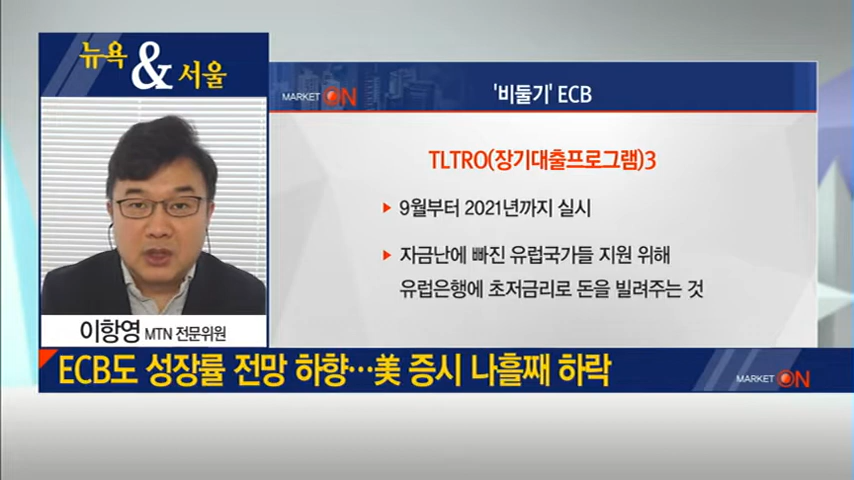 뉴욕
&
서울
MARKET ON
'비둘기' ECB
TLTRO(장기대출프로그램)3
▶ 9월부터 2021년까지 실시
▶ 자금난에 빠진 유럽국가들 지원 위해
유럽은행에 초저금리로 돈을 빌려주는 것
이항영 MTN 전문위원
ECB도 성장률 전망 하향…美 증시 나흘째 하락
MARKET ON